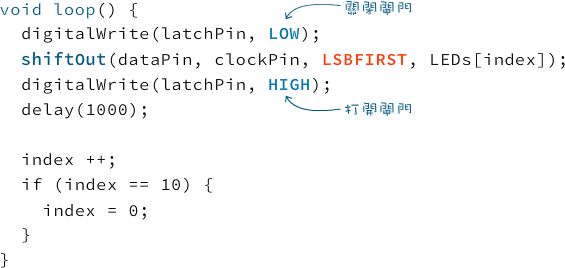 void loop() {
digitalWrite(latchPin, LOW);
關閉閘門
shiftOut(dataPin, clockPin, LSBFIRST, LEDs[index]);
digitalWrite(latchPin, HIGH);
打開閘門
delay(1000);
index ++;
if (index == 10) {
index = 0;
}
}